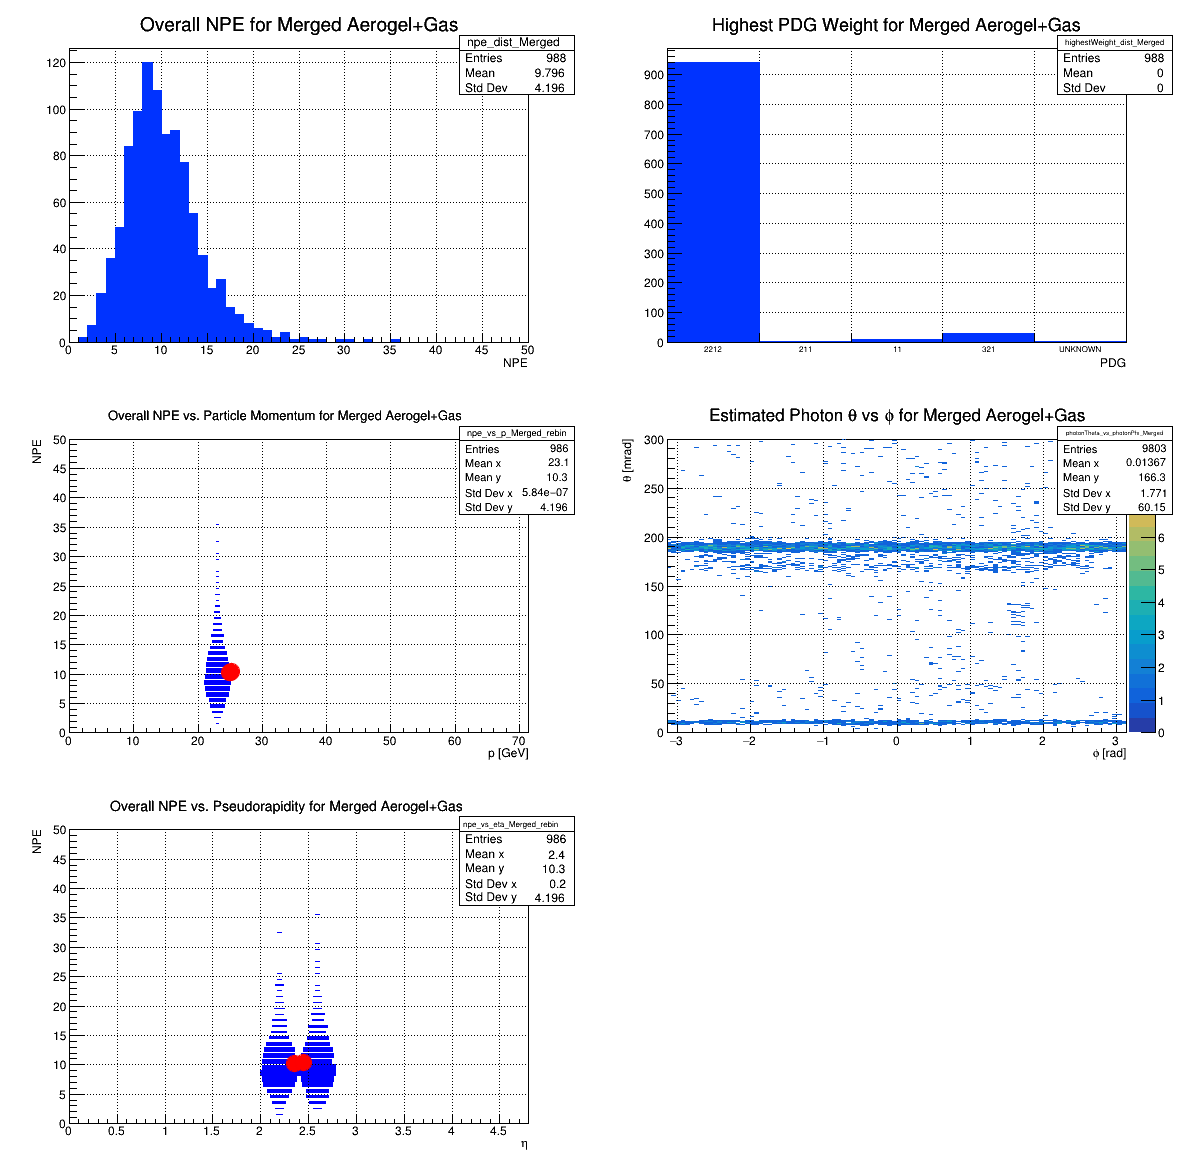 Overall NPE for Merged Aerogel+Gas
npe_dist_Merged
Entries 988
Mean 9.796
Std Dev 4.196
120
100
80
60
40
20
0
0 5 10 15 20 25 30 35 40 45 50
NPE
Highest PDG Weight for Merged Aerogel+Gas
highestWeight_dist_Merged
Entries 988
Mean 0
Std Dev 0
900
800
700
600
500
400
300
200
100
0
2212 211 11 321 UNKNOWN
PDG
Overall NPE vs. Particle Momentum for Merged Aerogel+Gas
npe_vs_p_Merged_rebin
Entries 986
Mean x 23.1
Mean y 10.3
Std Dev x 5.84e−07
Std Dev y 4.196
NPE
50
45
40
35
30
25
20
15
10
5
0
0 10 20 30 40 50 60 70
p [GeV]
Estimated Photon θ vs ϕ for Merged Aerogel+Gas
photonTheta_vs_photonPhi_Merged
Entries 9803
Mean x 0.01367
Mean y 166.3
Std Dev x 1.771
Std Dev y 60.15
θ [mrad]
300
250
200
150
100
50
0
−3 −2 −1 0 1 2 3
ϕ [rad]
6
5
4
3
2
1
0
Overall NPE vs. Pseudorapidity for Merged Aerogel+Gas
npe_vs_eta_Merged_rebin
Entries 986
Mean x 2.4
Mean y 10.3
Std Dev x 0.2
Std Dev y 4.196
NPE
50
45
40
35
30
25
20
15
10
5
0
0 0.5 1 1.5 2 2.5 3 3.5 4 4.5
η